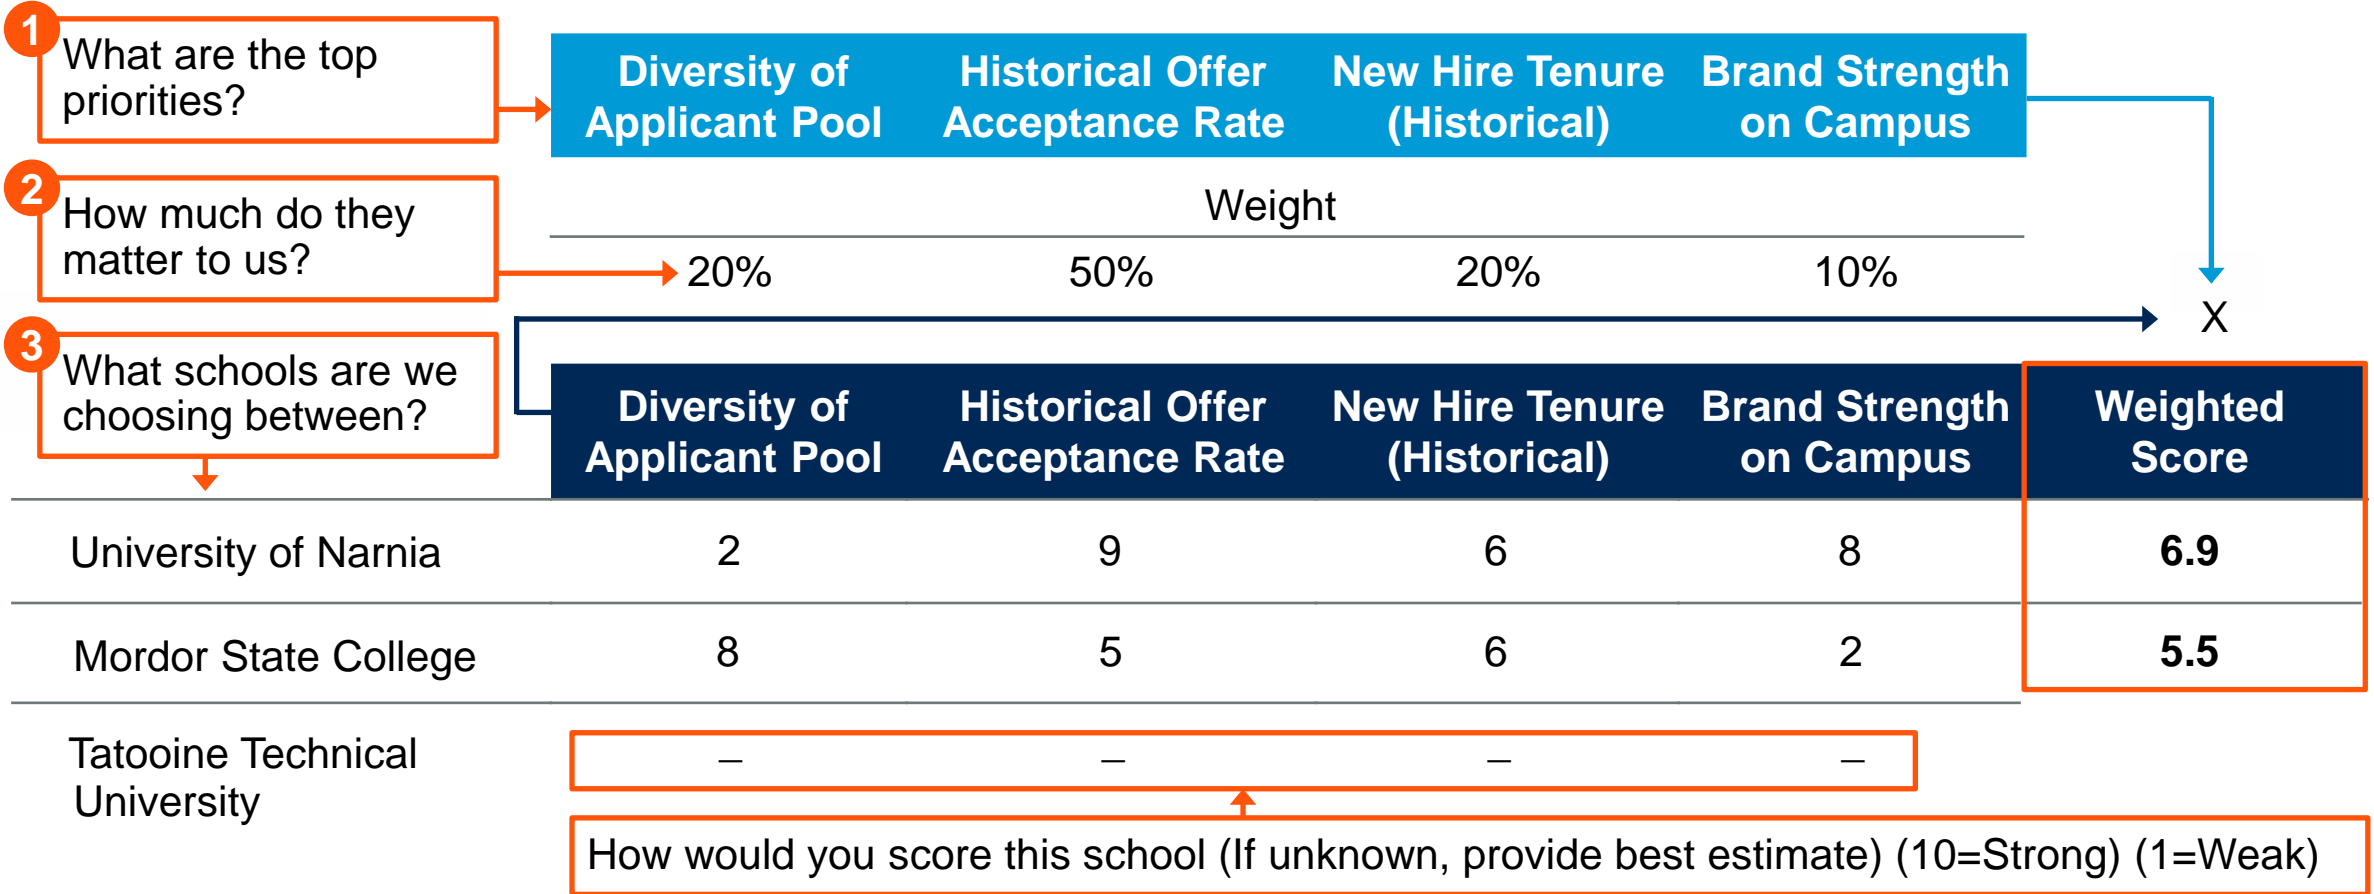 1
What are the top
priorities?
Diversity of
Applicant Pool
Historical Offer
Acceptance Rate
New Hire Tenure
(Historical)
Brand Strength
on Campus
2
How much do they
matter to us?
Weight
20% 50% 20% 10%
X
3
What schools are we
choosing between?
Diversity of
Applicant Pool
Historical Offer
Acceptance Rate
New Hire Tenure
(Historical)
Brand Strength
on Campus
Weighted
Score
University of Narnia 2 9 6 8 6.9
Mordor State College 8 5 6 2 5.5
Tatooine Technical
University
– – – –
How would you score this school (If unknown, provide best estimate) (10=Strong) (1=Weak)